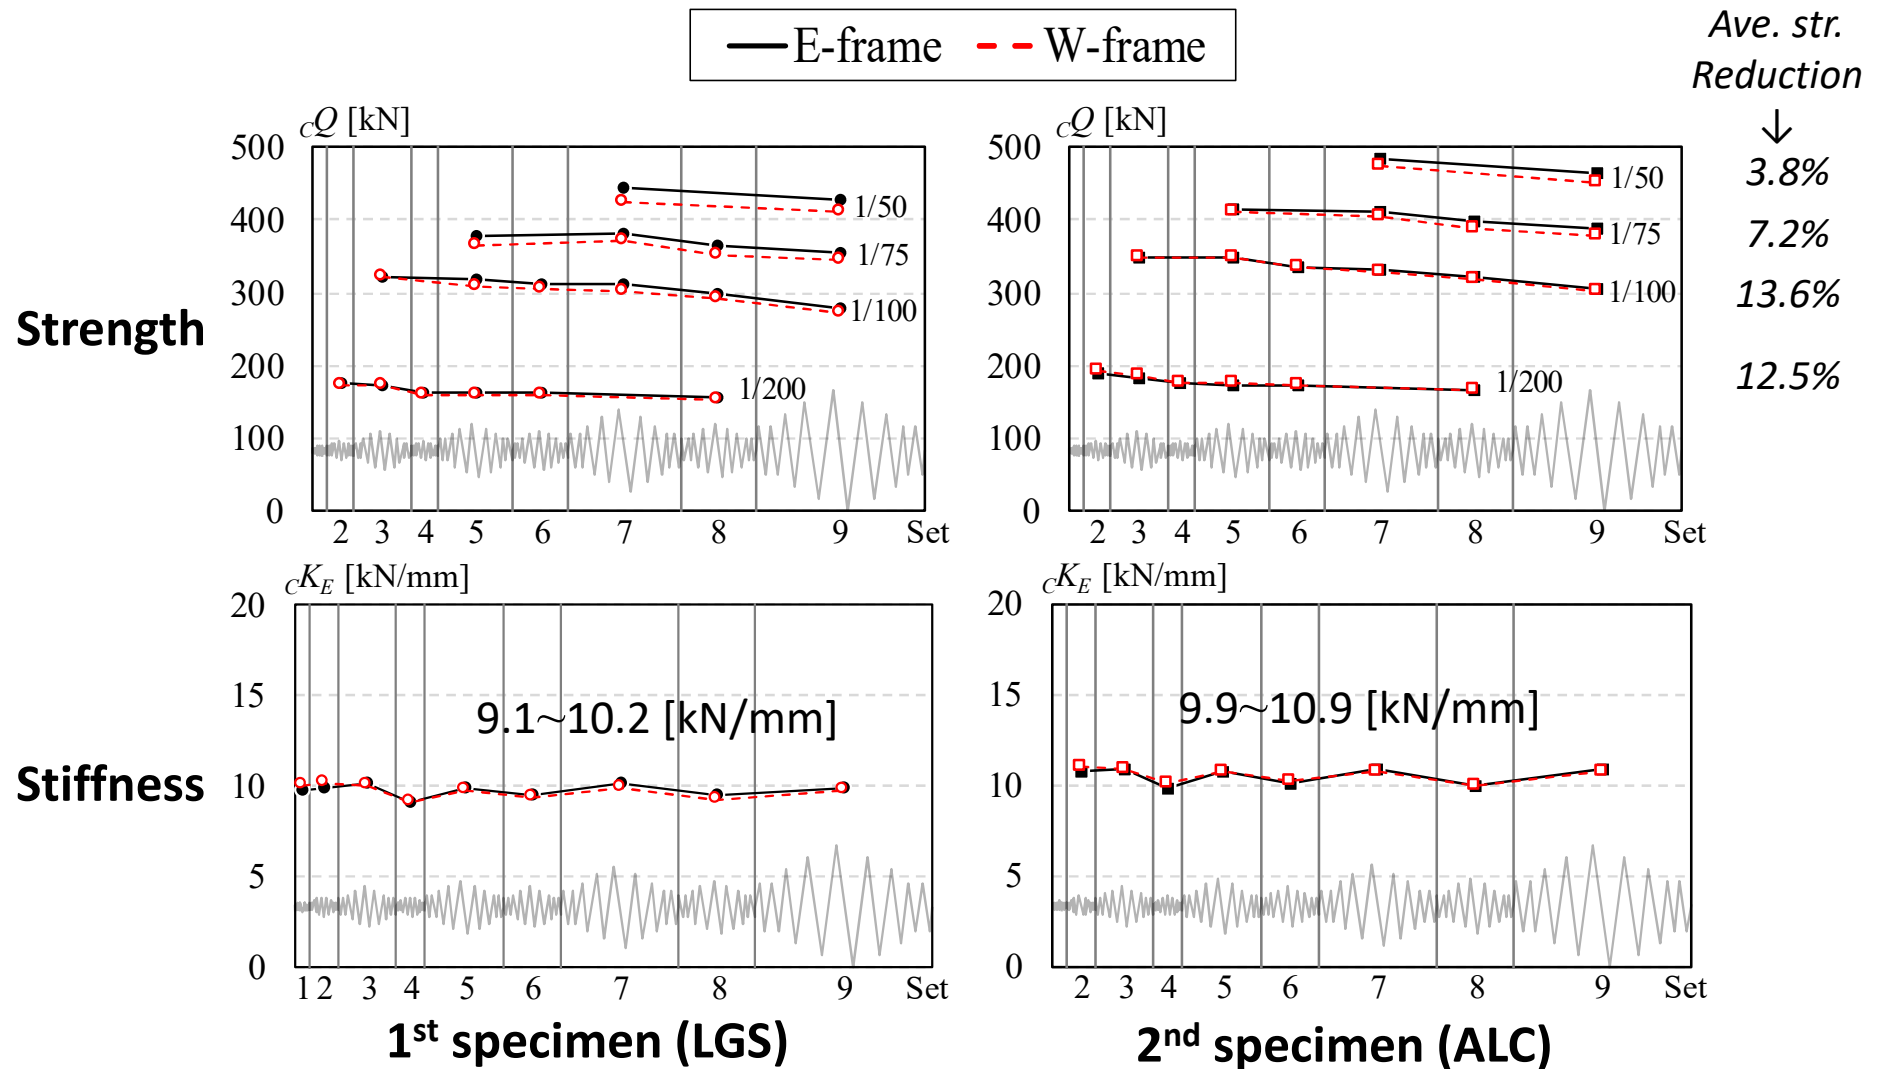 E-frame W-frame
Ave. str.
Reduction
↓
3.8%
7.2%
13.6%
12.5%
Strength
cQ [kN]
500
400
300
200
100
0
1/50
1/75
1/100
1/200
2 3 4 5 6 7 8 9 Set
cQ [kN]
500
400
300
200
100
0
1/50
1/75
1/100
1/200
2 3 4 5 6 7 8 9 Set
Stiffness
cKE [kN/mm]
20
15
10
5
0
9.1~10.2 [kN/mm]
1 2 3 4 5 6 7 8 9 Set
1st specimen (LGS)
cKE [kN/mm]
20
15
10
5
0
9.9~10.9 [kN/mm]
2 3 4 5 6 7 8 9 Set
2nd specimen (ALC)